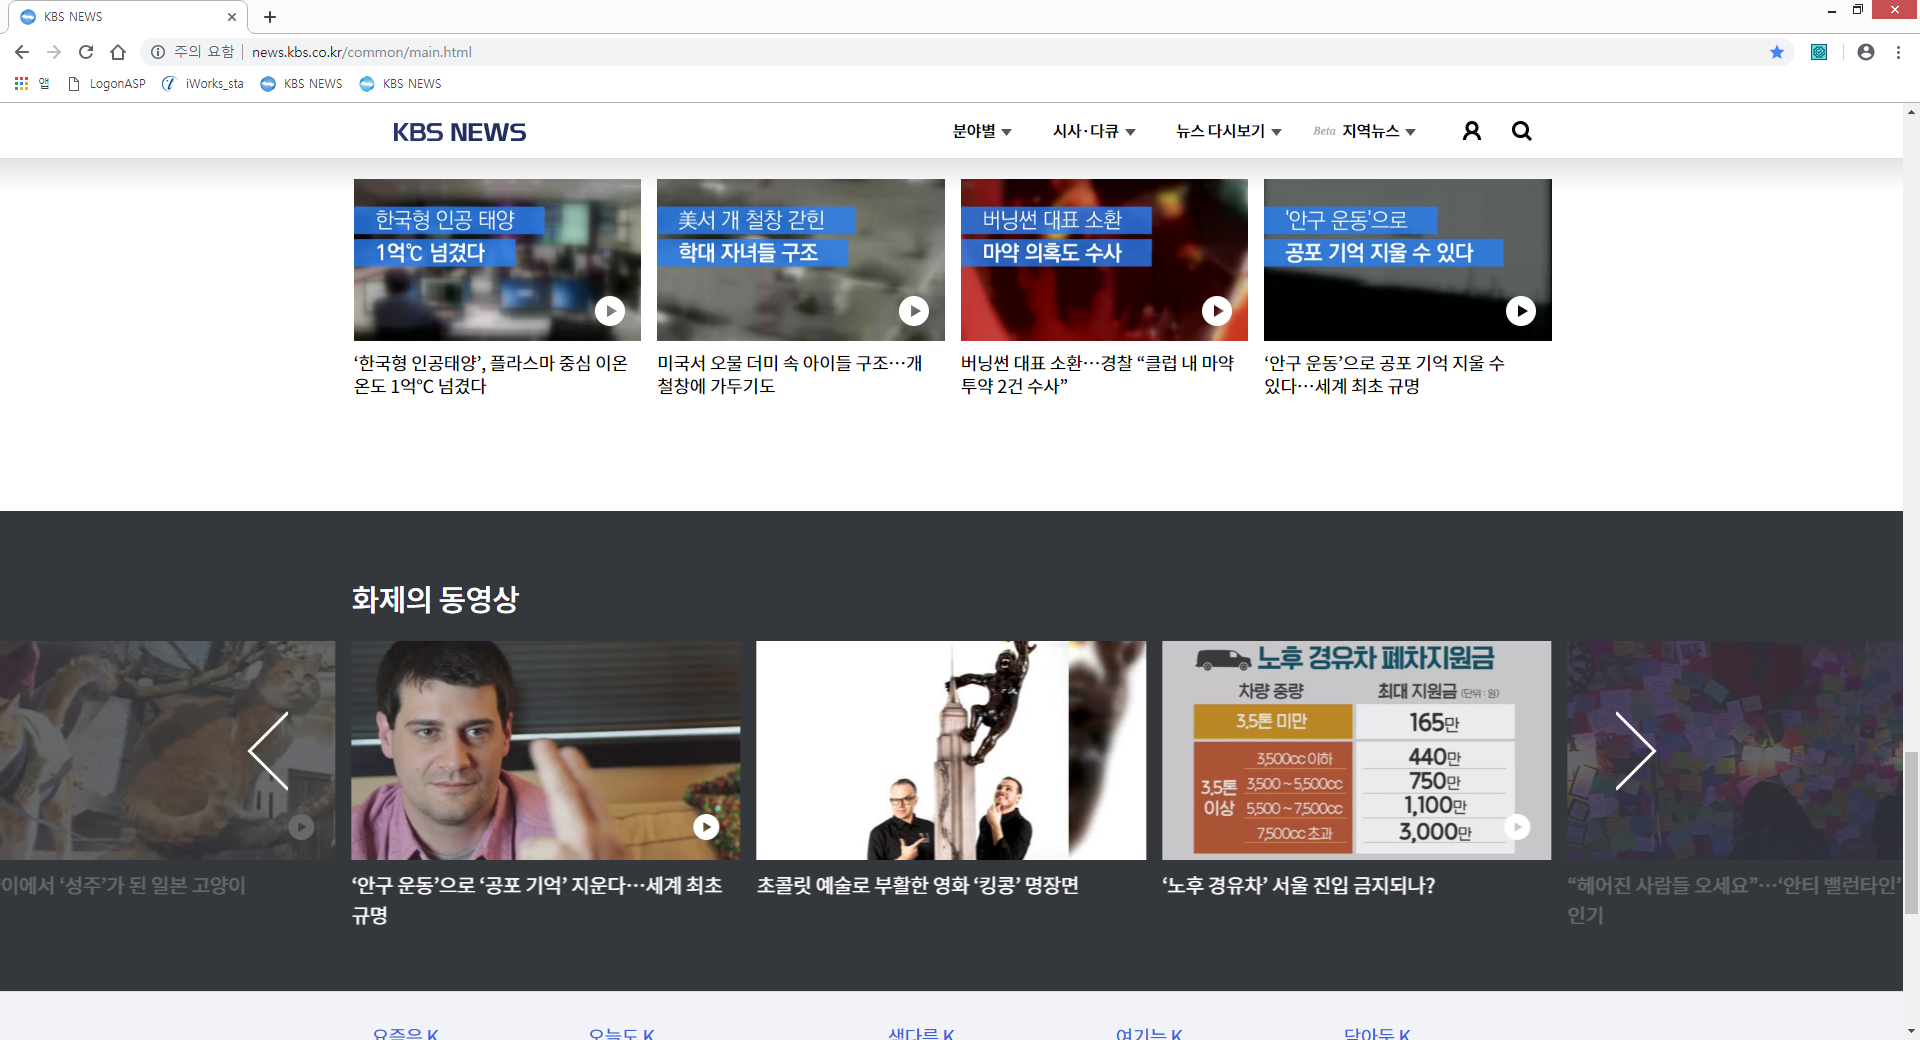 KBS NEWS
주의 요함
news.kbs.co.kr/common/main.html
앱
LogonASP
iWorks_sta
KBS NEWS
KBS NEWS
KBS NEWS
분야별
시사·다큐
뉴스 다시보기
Beta 지역뉴스
한국형 인공 태양
1억℃ 넘겼다
美서 개 철창 갇힌
학대 자녀들 구조
버닝썬 대표 소환
마약 의혹도 수사
'안구 운동'으로
공포 기억 지울 수 있다
‘한국형 인공태양’, 플라스마 중심 이온
온도 1억℃ 넘겼다
미국서 오물 더미 속 아이들 구조…개
철창에 가두기도
버닝썬 대표 소환…경찰 “클럽 내 마약
투약 2건 수사”
‘안구 운동’으로 공포 기억 지울 수
있다…세계 최초 규명
화제의 동영상
노후 경유차 폐차지원금
차량 중량
최대 지원금 (단위 : 원)
3.5톤 미만
165만
3.5톤
이상
3,500cc 이하
440만
3,500 ~ 5,500cc
750만
5,500 ~ 7,500cc
1,100만
7,500cc 초과
3,000만
이에서 ‘성주’가 된 일본 고양이
‘안구 운동’으로 ‘공포 기억’ 지운다…세계 최초
규명
초콜릿 예술로 부활한 영화 ‘킹콩’ 명장면
‘노후 경유차’ 서울 진입 금지되나?
“헤어진 사람들 오세요”…‘안티 밸런타인’
인기
요즘은 K
오늘도 K
색다른 K
여기는 K
담아둔 K